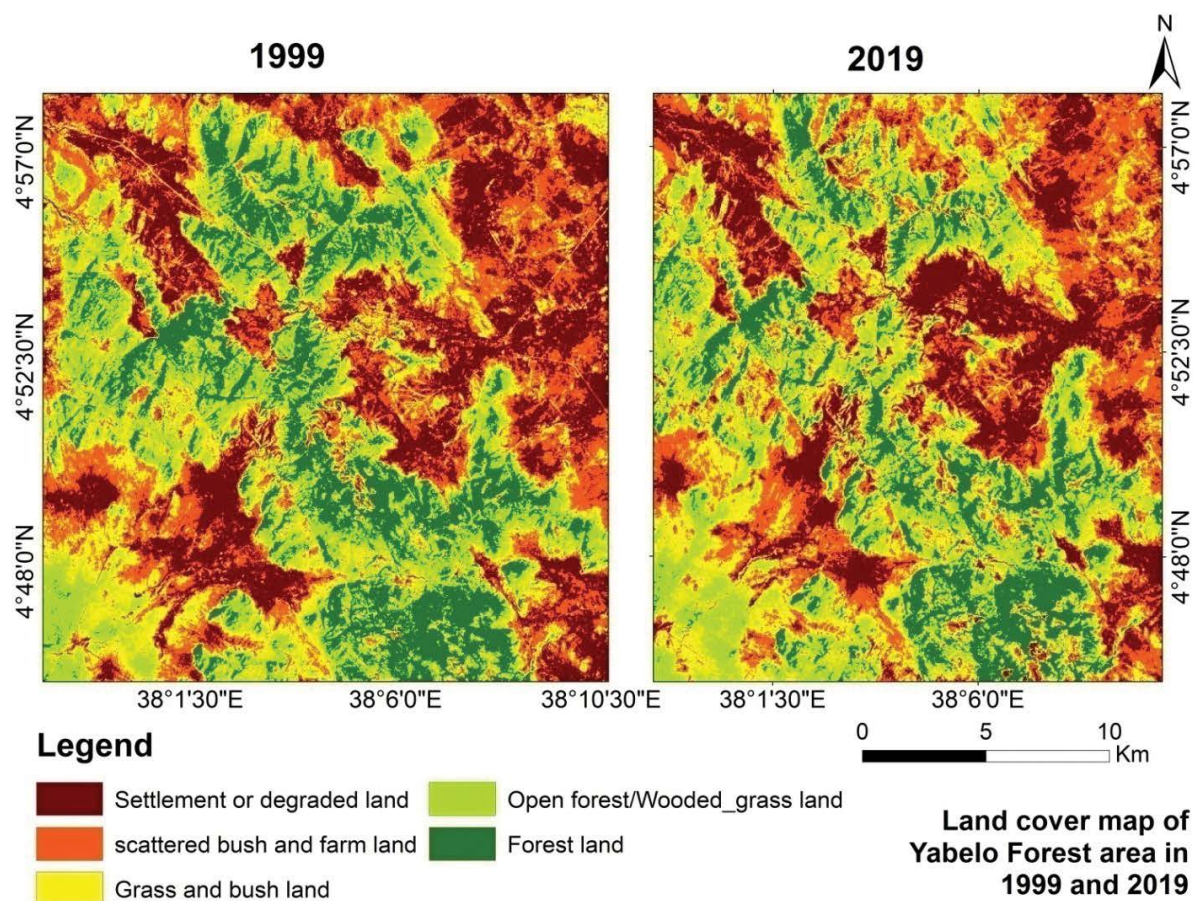 N
1999
2019
4°57'0"N
4°52'30"N
4°48'0"N
4°57'0"N
4°52'30"N
4°48'0"N
38°1'30"E
38°6'0"E
38°10'30"E
38°1'30"E
38°6'0"E
0
5
10
Km
Legend
Settlement or degraded land
scattered bush and farm land
Grass and bush land
Open forest/Wooded_grass land
Forest land
Land cover map of
Yabelo Forest area in
1999 and 2019